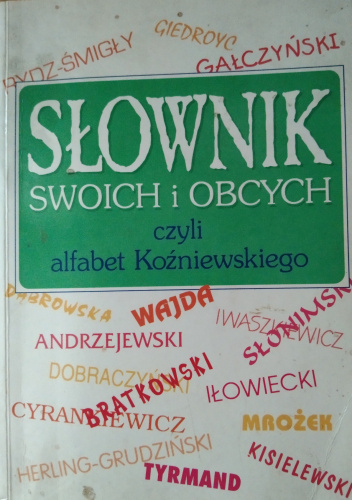 GIEDROYC
RYDZ-ŚMIGŁY
GAŁCZYŃSKI
SŁOWNIK
SWOICH i OBCYCH
czyli
alfabet Koźniewskiego
DĄBROWSKA
WAJDA
IWASZKIEWICZ
SŁONIMSKI
ANDRZEJEWSKI
DOBRACZYŃSKI
BRATKOWSKI
IŁOWIECKI
CYRANKIEWICZ
MROŻEK
HERLING-GRUDZIŃSKI
KISIELEWSKI
TYRMAND